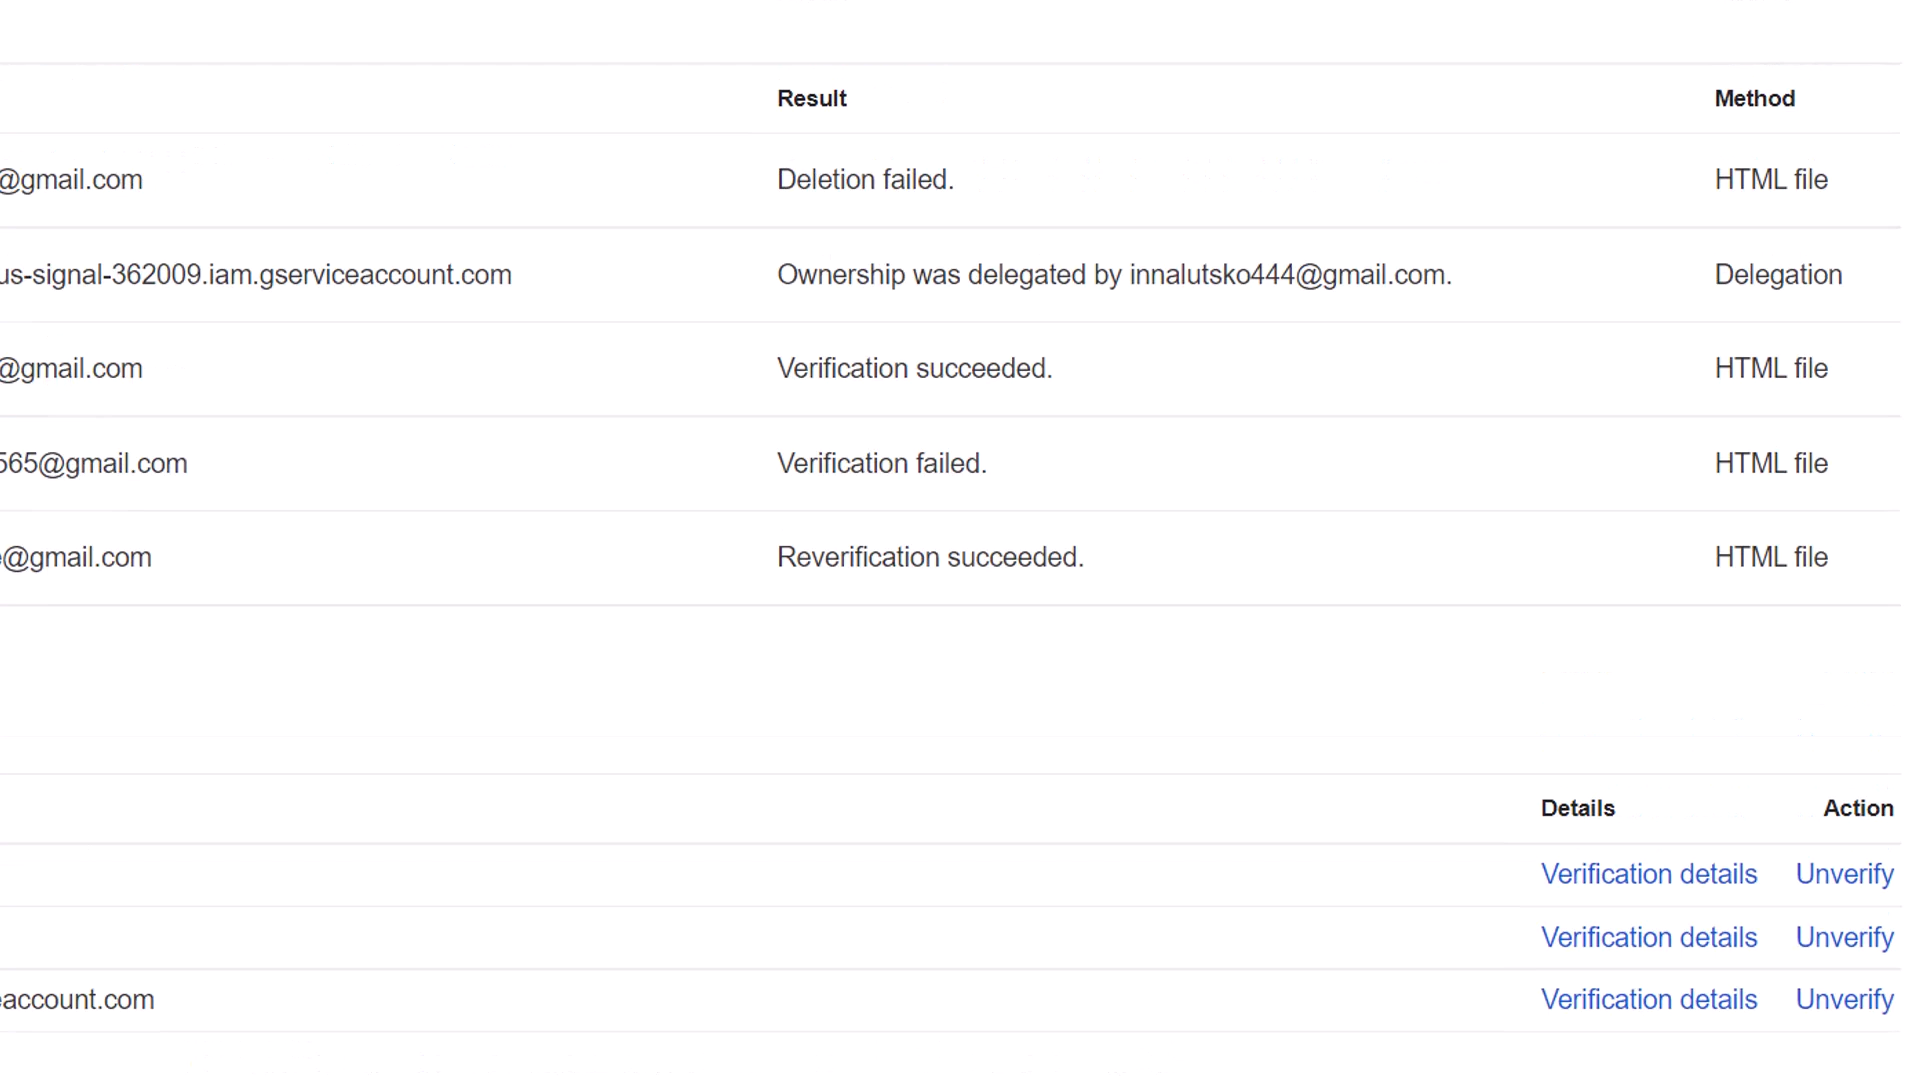 Result Method
@gmail.com Deletion failed. HTML file
us-signal-362009.iam.gserviceaccount.com Ownership was delegated by innalutsko444@gmail.com. Delegation
@gmail.com Verification succeeded. HTML file
565@gmail.com Verification failed. HTML file
e@gmail.com Reverification succeeded. HTML file
Details Action
Verification details Unverify
Verification details Unverify
eaccount.com Verification details Unverify